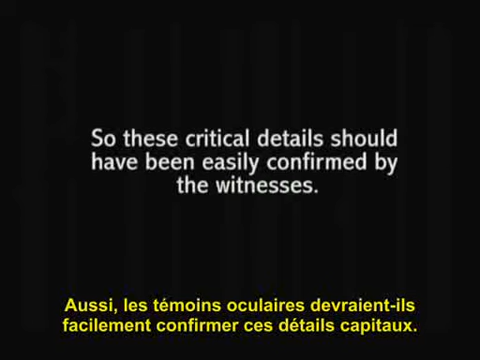 So these critical details should
have been easily confirmed by
the witnesses.
Aussi, les témoins oculaires devraient-ils
facilement confirmer ces détails capitaux.